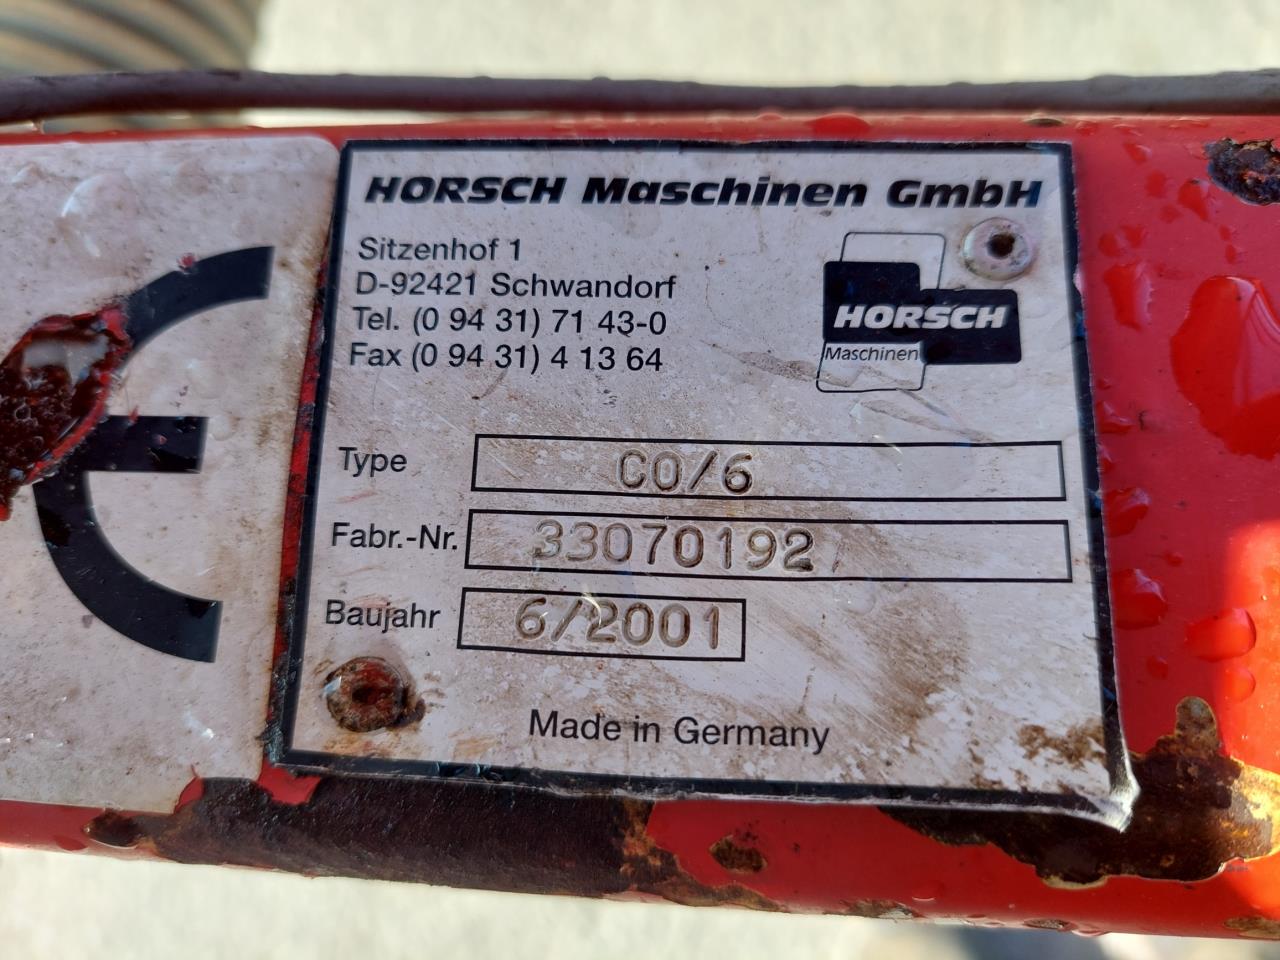 HORSCH Maschinen GmbH
Sitzenhof 1
D-92421 Schwandorf
Tel. (0 94 31) 71 43-0
Fax (0 94 31) 4 13 64
HORSCH
Maschinen
Type CO/6
Fabr.-Nr. 33070192
Baujahr 6/2001
Made in Germany
CE